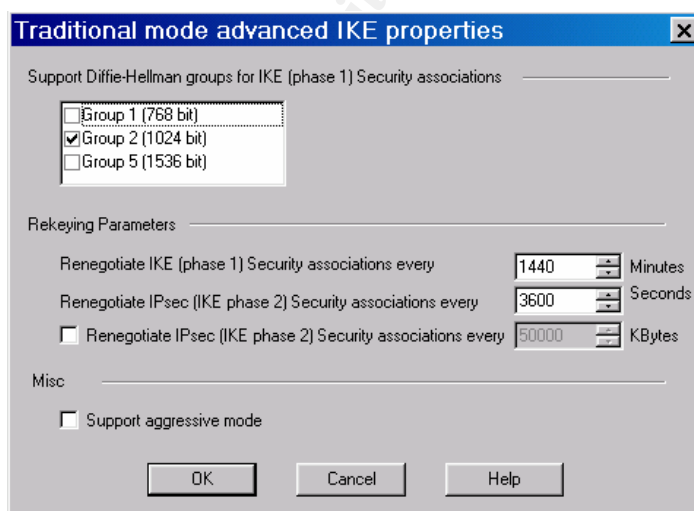 Traditional mode advanced IKE properties
Support Diffie-Hellman groups for IKE (phase 1) Security associations
Group 1 (768 bit)
Group 2 (1024 bit)
Group 5 (1536 bit)
Rekeying Parameters
Renegotiate IKE (phase 1) Security associations every 1440 Minutes
Renegotiate IPsec (IKE phase 2) Security associations every 3600 Seconds
Renegotiate IPsec (IKE phase 2) Security associations every 50000 KBytes
Misc
Support aggressive mode
OK Cancel Help